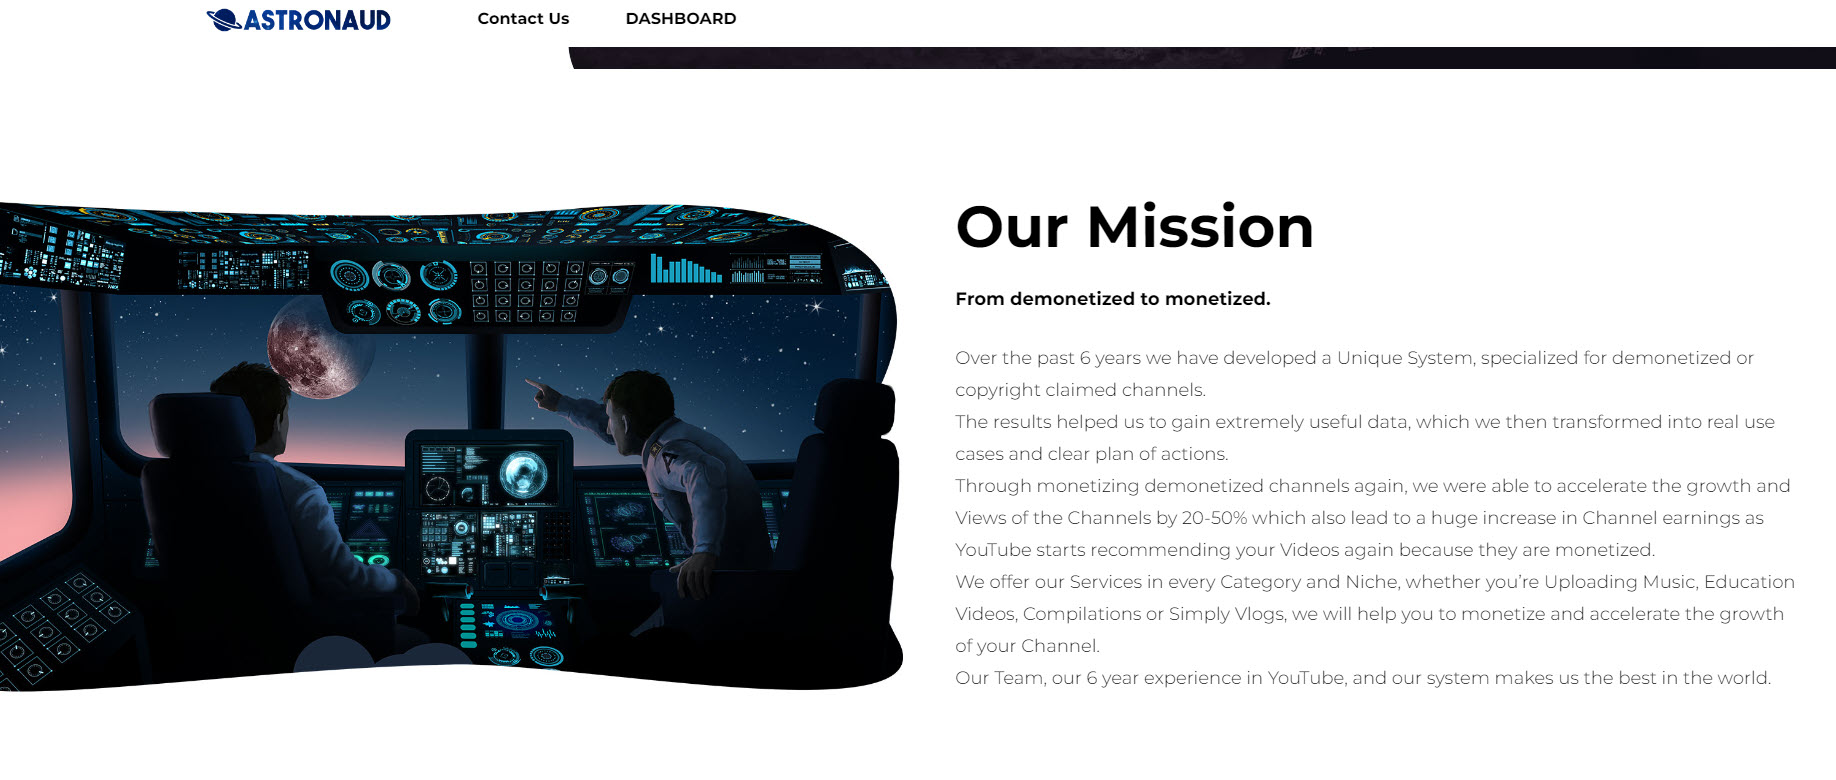 ASTRONAUD
Contact Us
DASHBOARD
Our Mission
From demonetized to monetized.
Over the past 6 years we have developed a Unique System, specialized for demonetized or
copyright claimed channels.
The results helped us to gain extremely useful data, which we then transformed into real use
cases and clear plan of actions.
Through monetizing demonetized channels again, we were able to accelerate the growth and
Views of the Channels by 20-50% which also lead to a huge increase in Channel earnings as
YouTube starts recommending your Videos again because they are monetized.
We offer our Services in every Category and Niche, whether you’re Uploading Music, Education
Videos, Compilations or Simply Vlogs, we will help you to monetize and accelerate the growth
of your Channel.
Our Team, our 6 year experience in YouTube, and our system makes us the best in the world.